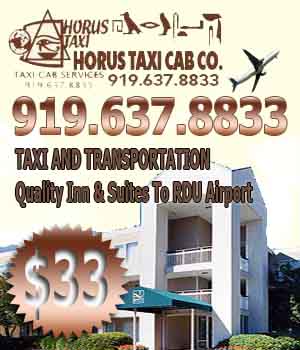 HORUS
TAXI
HORUS TAXI CAB CO.
TAXI CAB SERVICES
919.637.8833
919.637.8833
919.637.8833
TAXI AND TRANSPORTATION
Quality Inn & Suites To RDU Airport
$33